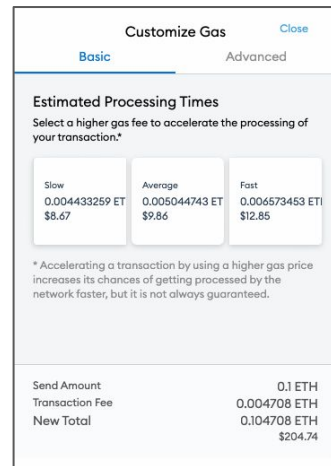 Customize Gas
Close
Basic
Advanced
Estimated Processing Times
Select a higher gas fee to accelerate the processing of
your transaction.*
Slow
0.004433259 ET
$8.67
Average
0.005044743 ET
$9.86
Fast
0.006573453 ETH
$12.85
* Accelerating a transaction by using a higher gas price
increases its chances of getting processed by the
network faster, but it is not always guaranteed.
Send Amount
0.1 ETH
Transaction Fee
0.004708 ETH
New Total
0.104708 ETH
$204.74